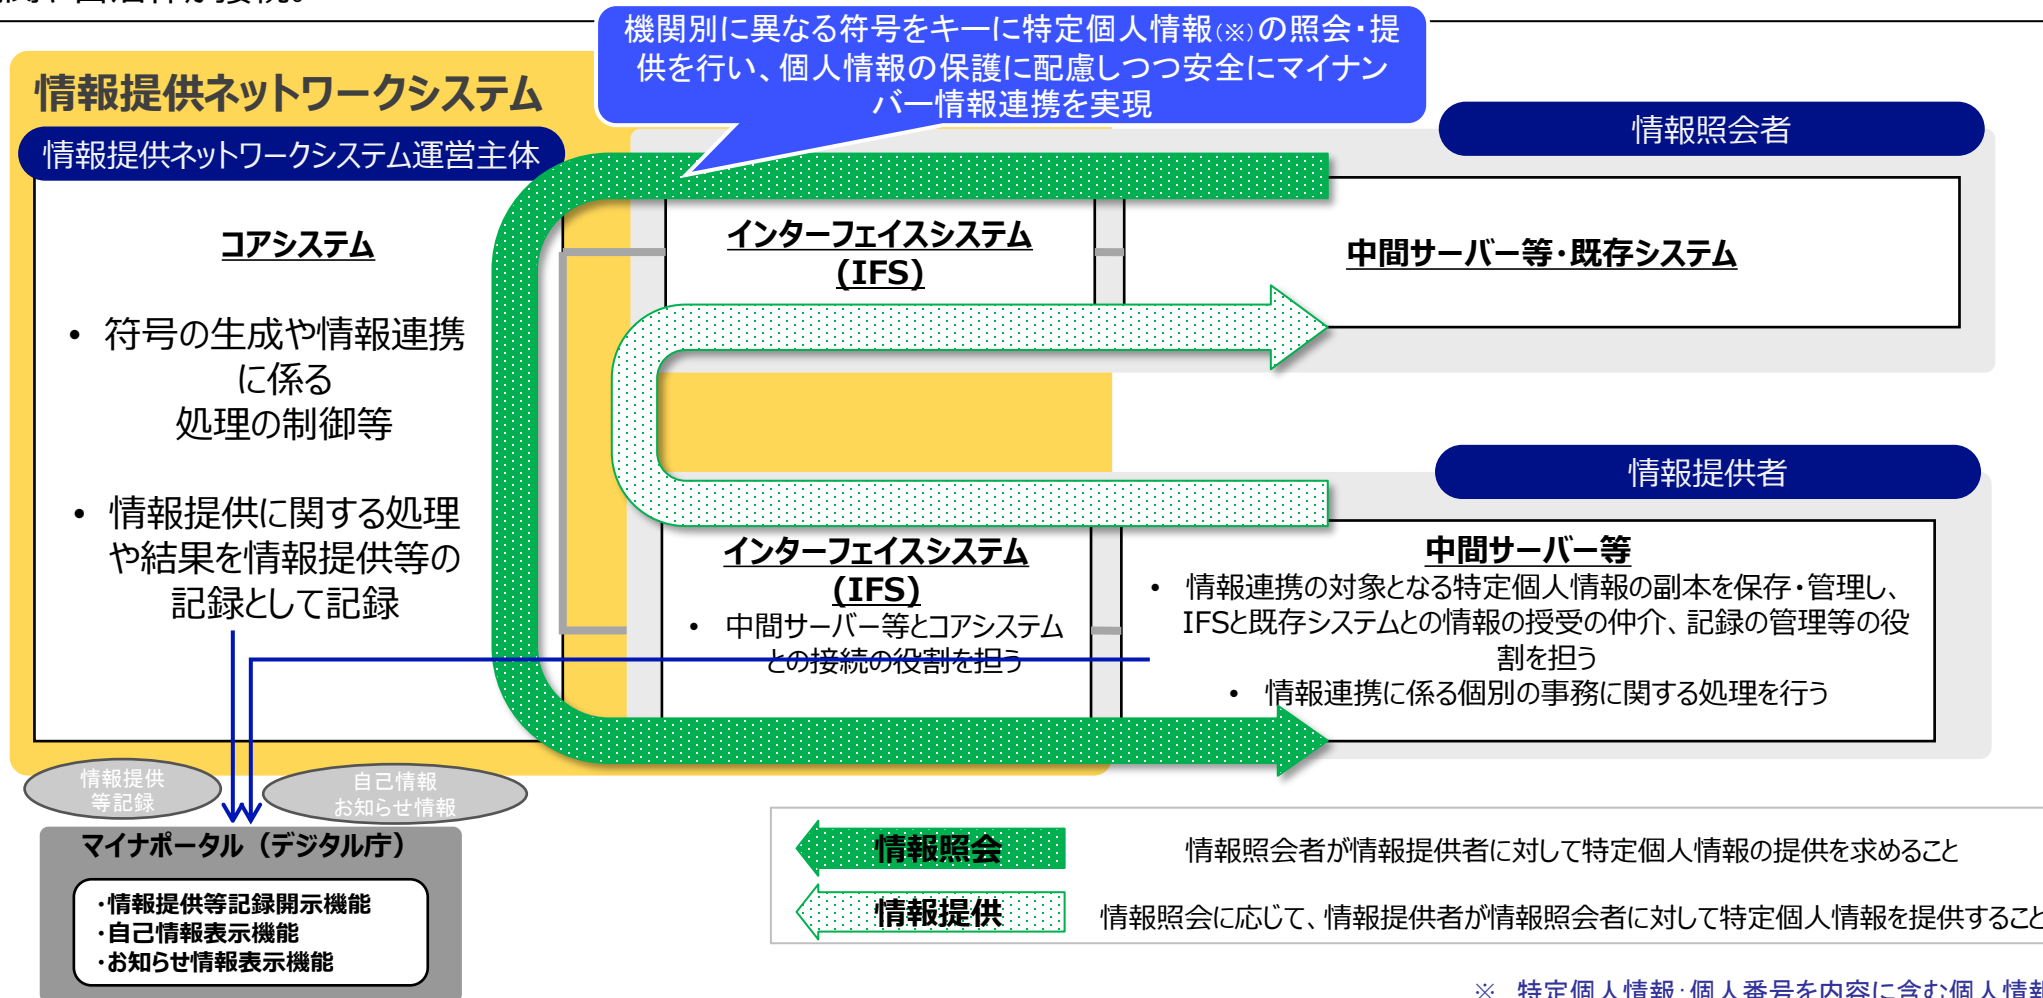 機関別に異なる符号をキーに特定個人情報(※)の照会・提
供を行い、個人情報の保護に配慮しつつ安全にマイナン
バー情報連携を実現
情報提供ネットワークシステム
情報提供ネットワークシステム運営主体
情報照会者
コアシステム
• 符号の生成や情報連携
に係る
処理の制御等
• 情報提供に関する処理
や結果を情報提供等の
記録として記録
インターフェイスシステム
(IFS)
中間サーバー等・既存システム
情報提供者
インターフェイスシステム
(IFS)
• 中間サーバー等とコアシステム
との接続の役割を担う
中間サーバー等
• 情報連携の対象となる特定個人情報の副本を保存・管理し、
IFSと既存システムとの情報の授受の仲介、記録の管理等の役
割を担う
• 情報連携に係る個別の事務に関する処理を行う
情報提供
等記録
自己情報
お知らせ情報
マイナポータル（デジタル庁）
・情報提供等記録開示機能
・自己情報表示機能
・お知らせ情報表示機能
情報照会
情報照会者が情報提供者に対して特定個人情報の提供を求めること
情報提供
情報照会に応じて、情報提供者が情報照会者に対して特定個人情報を提供すること
※ 特定個人情報：個人番号を内容に含む個人情報